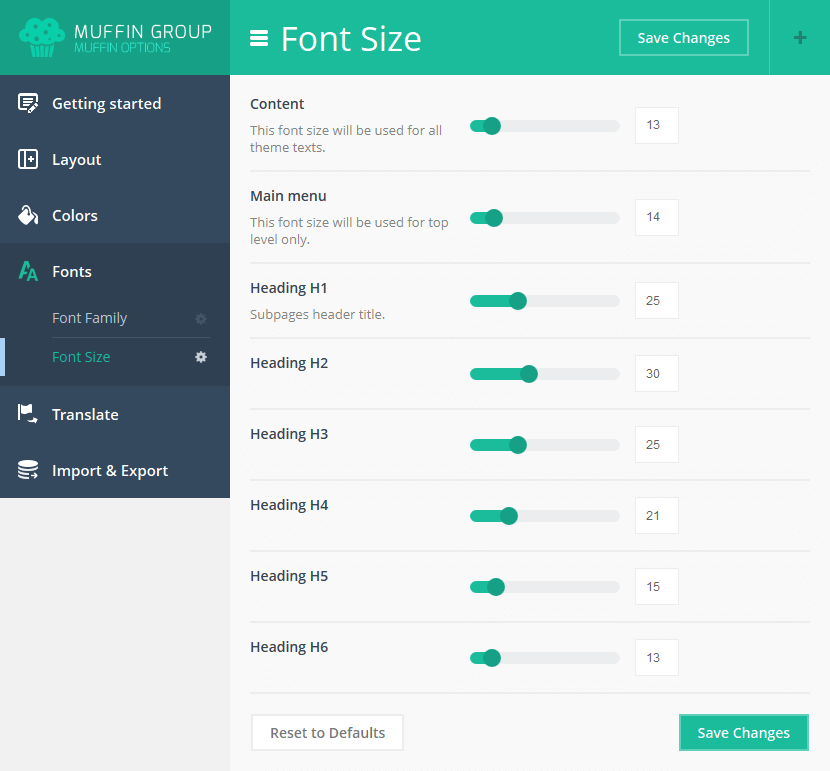 MUFFIN GROUP
MUFFIN OPTIONS
Font Size
Save Changes
Getting started
Layout
Colors
Fonts
Font Family
Font Size
Translate
Import & Export
Content
This font size will be used for all
theme texts.
13
Main menu
This font size will be used for top
level only.
14
Heading H1
Subpages header title.
25
Heading H2
30
Heading H3
25
Heading H4
21
Heading H5
15
Heading H6
13
Reset to Defaults
Save Changes